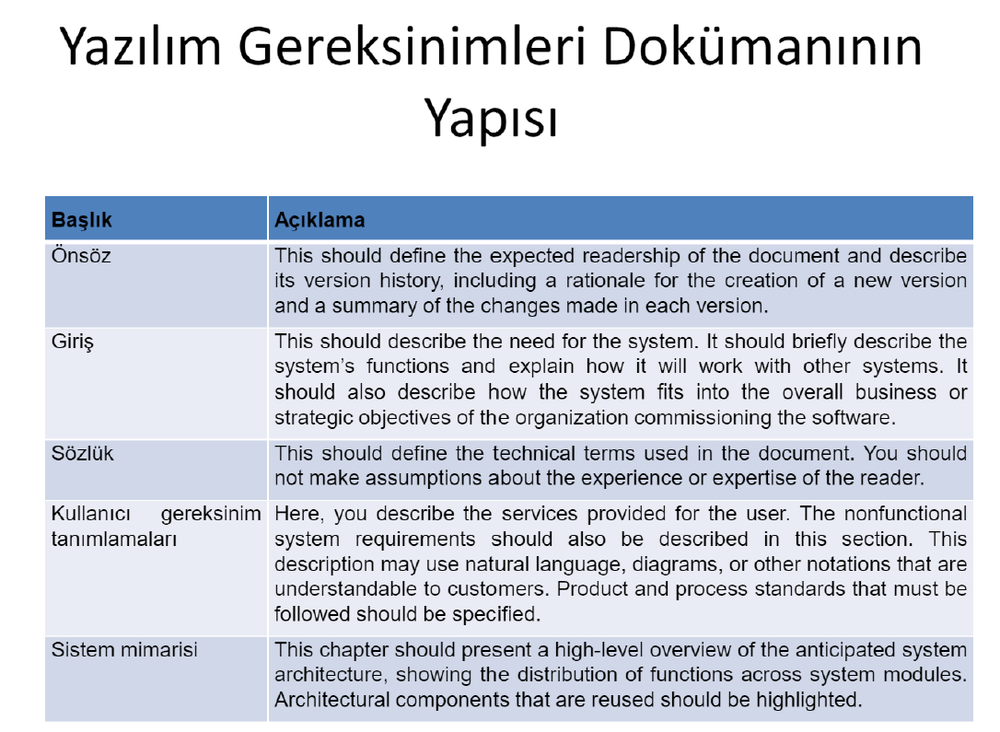 Yazılım Gereksinimleri Dokümanının
Yapısı
Başlık
Açıklama
Önsöz
This should define the expected readership of the document and describe
its version history, including a rationale for the creation of a new version
and a summary of the changes made in each version.
Giriş
This should describe the need for the system. It should briefly describe the
system's functions and explain how it will work with other systems. It
should also describe how the system fits into the overall business or
strategic objectives of the organization commissioning the software.
Sözlük
This should define the technical terms used in the document. You should
not make assumptions about the experience or expertise of the reader.
Kullanıcı gereksinim
tanımlamaları
Here, you describe the services provided for the user. The nonfunctional
system requirements should also be described in this section. This
description may use natural language, diagrams, or other notations that are
understandable to customers. Product and process standards that must be
followed should be specified.
Sistem mimarisi
This chapter should present a high-level overview of the anticipated system
architecture, showing the distribution of functions across system modules.
Architectural components that are reused should be highlighted.